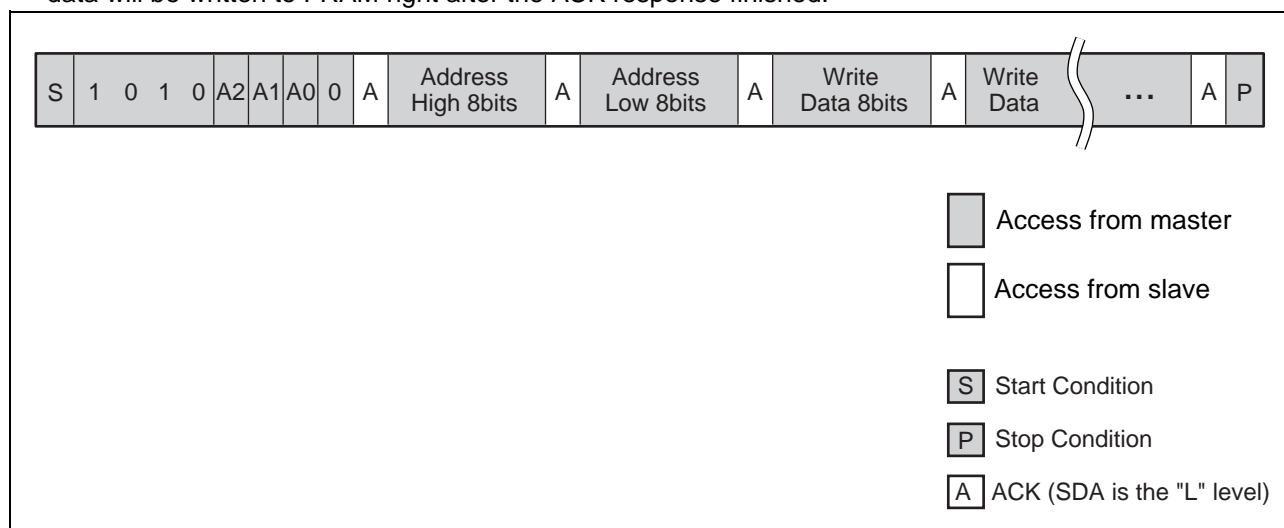 data will be written to FRAM right after the ACK response finished.
S 1 0 1 0 A2 A1 A0 0 A Address High 8bits A Address Low 8bits A Write Data 8bits A Write Data ... A P
Access from master
Access from slave
S Start Condition
P Stop Condition
A ACK (SDA is the "L" level)